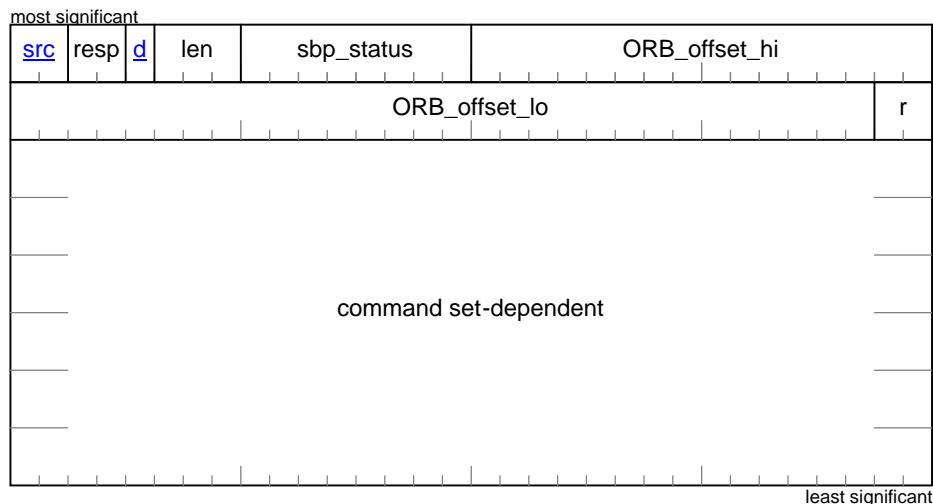 most significant
src resp d len sbp_status ORB_offset_hi
ORB_offset_lo r
command set-dependent
least significant